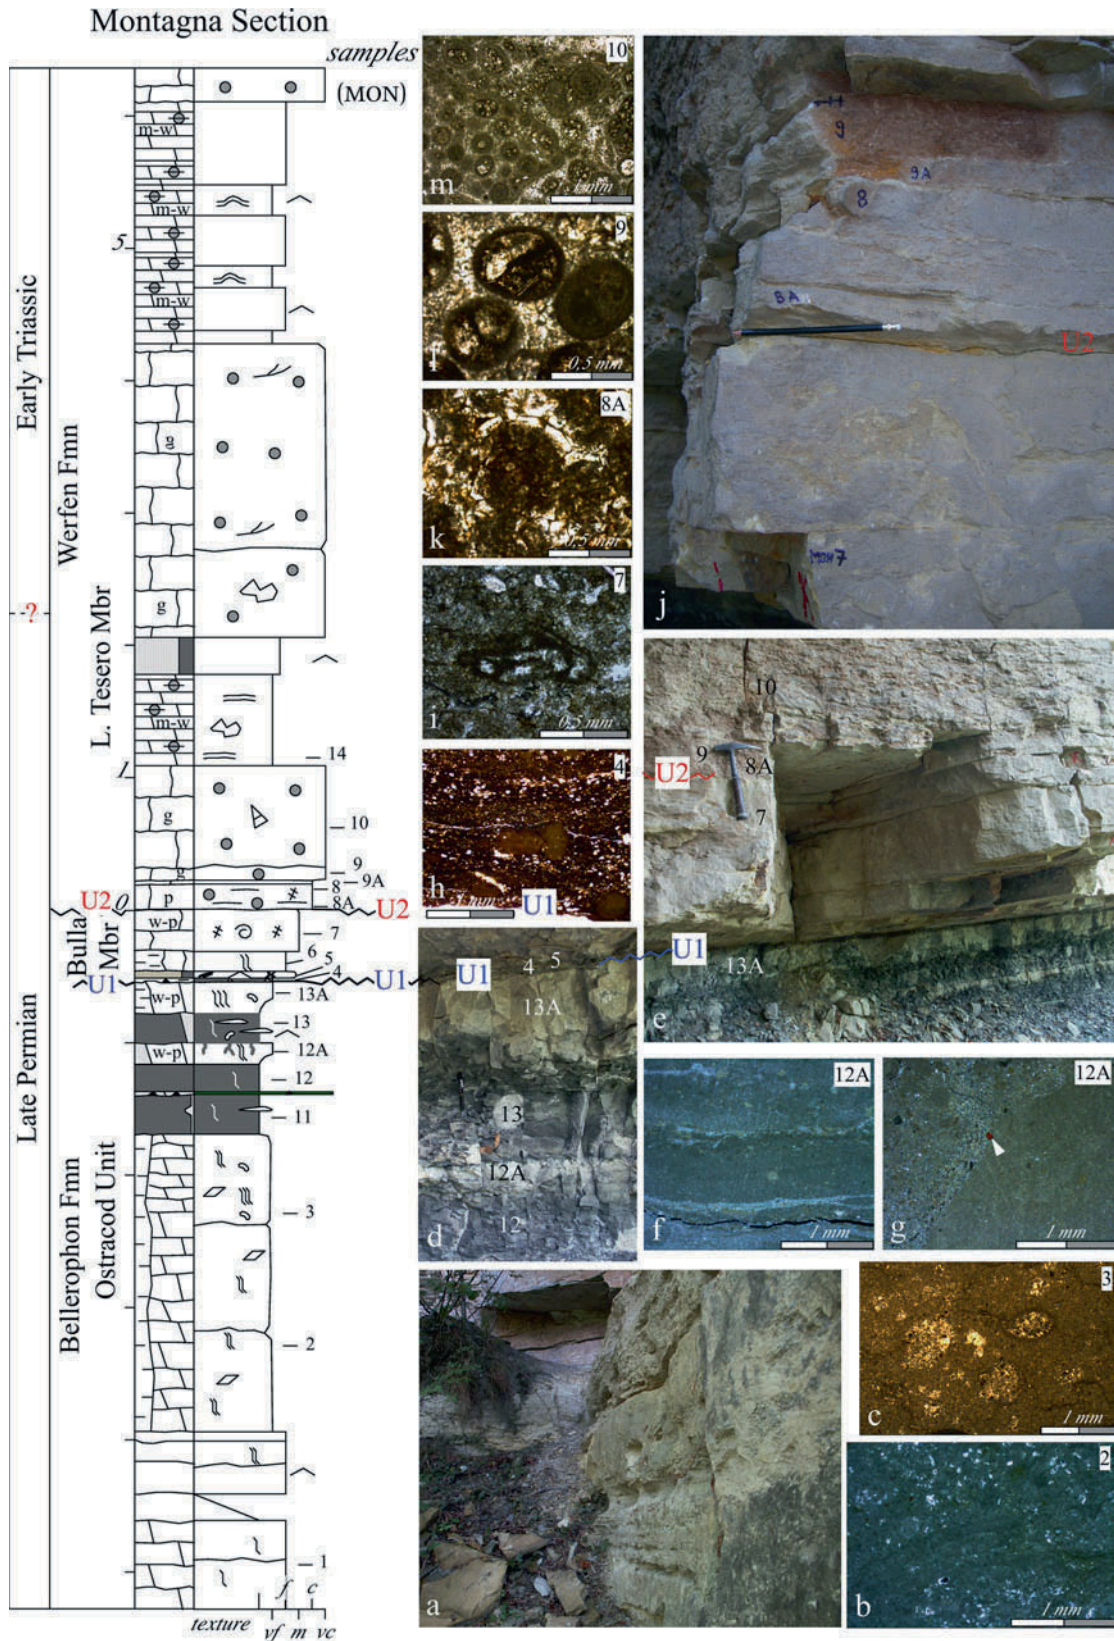 Montagna Section
samples
(MON)
Early Triassic
Late Permian
Werfen Fmn
L. Tesero Mbr
Bulla Mbr
Bellerophon Fmn
Ostracod Unit
-?
m-w
m-w
5
m-w
g
g
m-w
14
1
g
10
9
g
9A
8
p
8A
U2
0
U2
w-p
7
6
5
4
U1
U1
w-p
13A
13
w-p
12A
12
11
3
2
1
f c
texture
vf m vc
10
m
1 mm
9
l
0,5 mm
8A
k
0,5 mm
7
i
0,5 mm
4
h
1 mm
U1
9
9A
8
8A
U2
MON7
j
10
9
8A
U2
7
U1
13A
e
U1
4 5
13A
13
12A
12
d
12A
f
1 mm
12A
g
1 mm
a
3
c
1 mm
2
b
1 mm